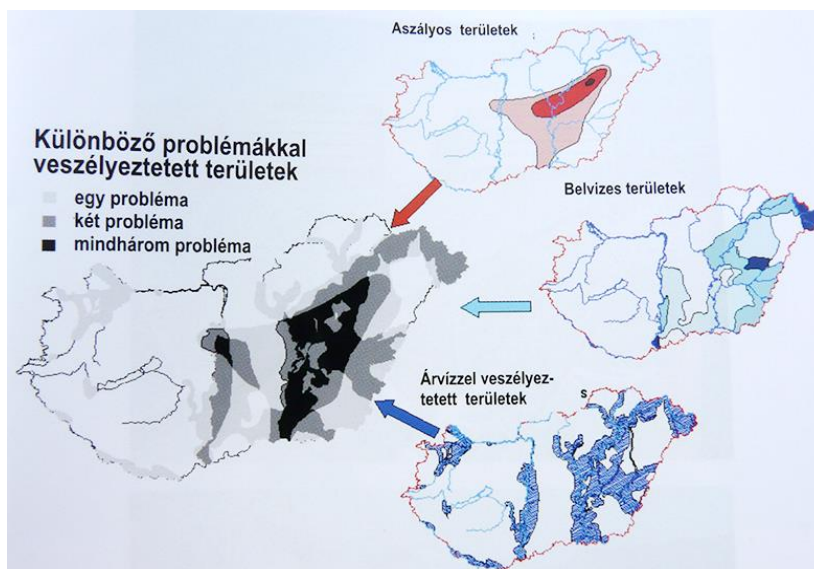 Aszályos területek
Különböző problémákkal
veszélyeztetett területek
egy probléma
két probléma
mindhárom probléma
Belvizes területek
Árvízzel veszélyez-
tetett területek
s